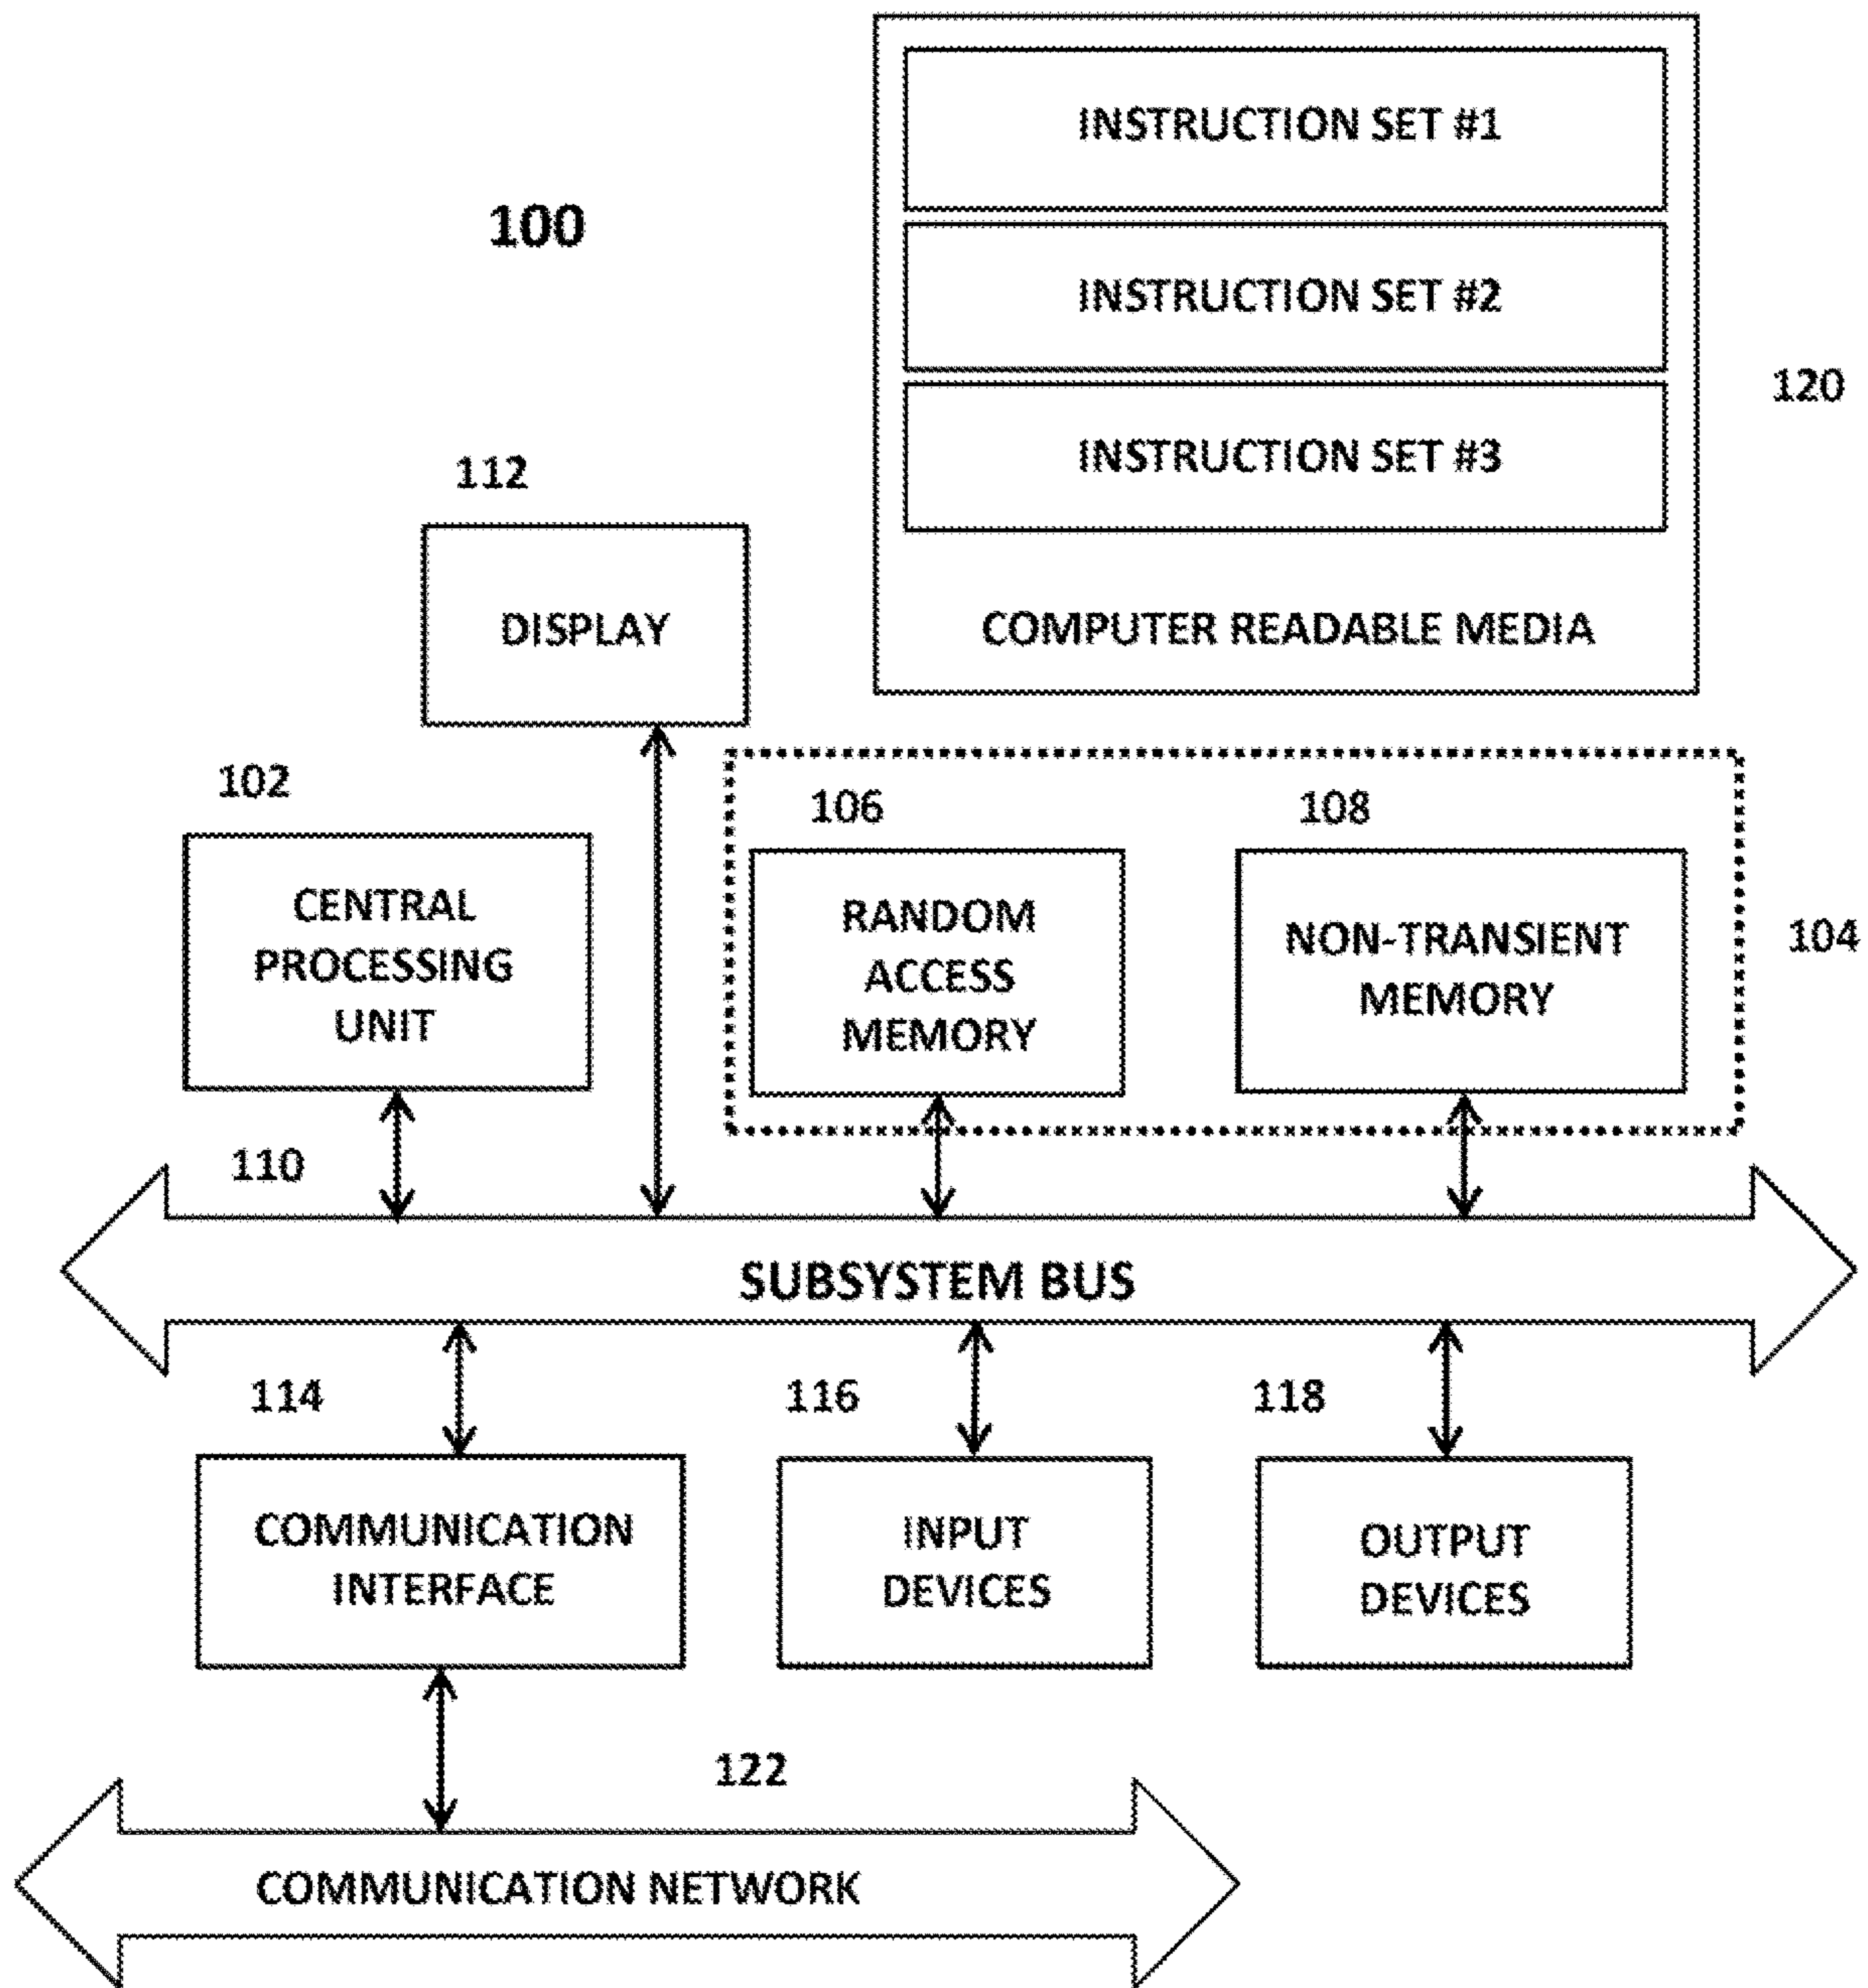 INSTRUCTION SET #1
100
INSTRUCTION SET #2
120
INSTRUCTION SET #3
112
DISPLAY
COMPUTER READABLE MEDIA
102
106
108
CENTRAL
PROCESSING
UNIT
RANDOM
ACCESS
MEMORY
NON-TRANSIENT
MEMORY
104
110
SUBSYSTEM BUS
114
116
118
COMMUNICATION
INTERFACE
INPUT
DEVICES
OUTPUT
DEVICES
122
COMMUNICATION NETWORK